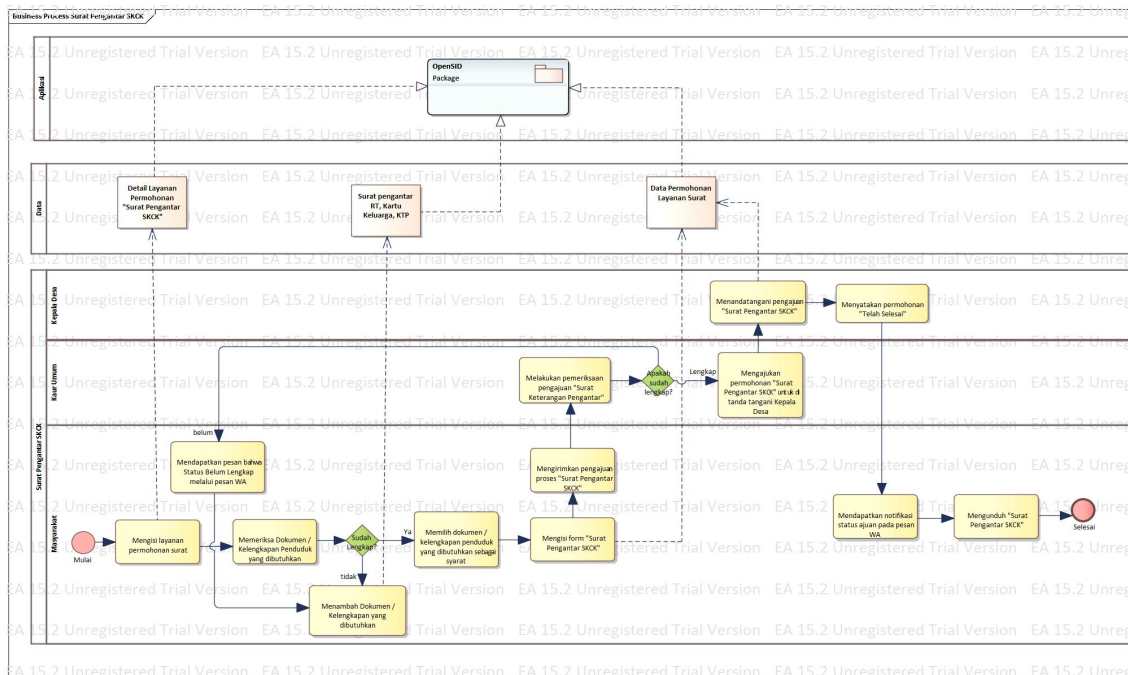 Business Process Surat Pengantar SKCK
EA 15.2 Unregistered Trial Version
Aplikasi
OpenSID
Package
Data
Detail Layanan
Permohonan
"Surat Pengantar
SKCK"
Surat pengantar
RT, Kartu
Keluarga, KTP
Data Permohonan
Layanan Surat
Surat Pengantar SKCK
Kepala Desa
Menandatangani pengajuan
"Surat Pengantar SKCK"
Menyatakan permohonan
"Telah Selesai"
Kaur Umum
Melakukan pemeriksaan
pengajuan "Surat
Keterangan Pengantar"
Apakah
sudah
lengkap?
Lengkap
Mengajukan
permohonan "Surat
Pengantar SKCK" untuk di
tanda tangani Kepala
Desa
belum
Masyarakat
Mendapatkan pesan bahwa
Status Belum Lengkap
melalui pesan WA
Mengirimkan pengajuan
proses "Surat Pengantar
SKCK"
Mulai
Mengisi layanan
permohonan surat
Memeriksa Dokumen /
Kelengkapan Penduduk
yang dibutuhkan
Sudah
Lengkap?
Ya
tidak
Memilih dokumen /
kelengkapan penduduk
yang dibutuhkan sebagai
syarat
Mengisi form "Surat
Pengantar SKCK"
Menambah Dokumen /
Kelengkapan yang
dibutuhkan
Mendapatkan notifikasi
status ajuan pada pesan
WA
Mengunduh "Surat
Pengantar SKCK"
Selesai